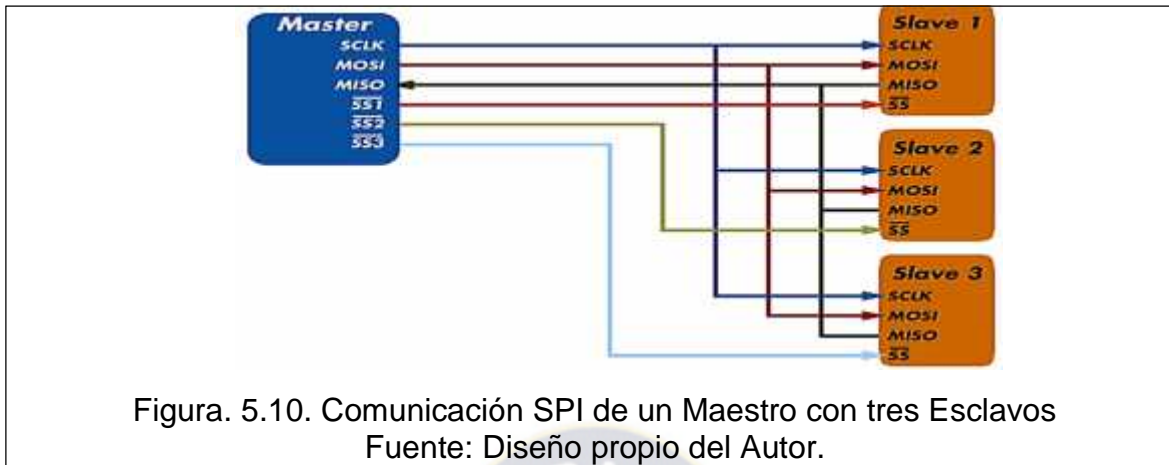 Master
SCLK
MOSI
MISO
SS1
SS2
SS3
Slave 1
SCLK
MOSI
MISO
SS
Slave 2
SCLK
MOSI
MISO
SS
Slave 3
SCLK
MOSI
MISO
SS
Figura. 5.10. Comunicación SPI de un Maestro con tres Esclavos
Fuente: Diseño propio del Autor.